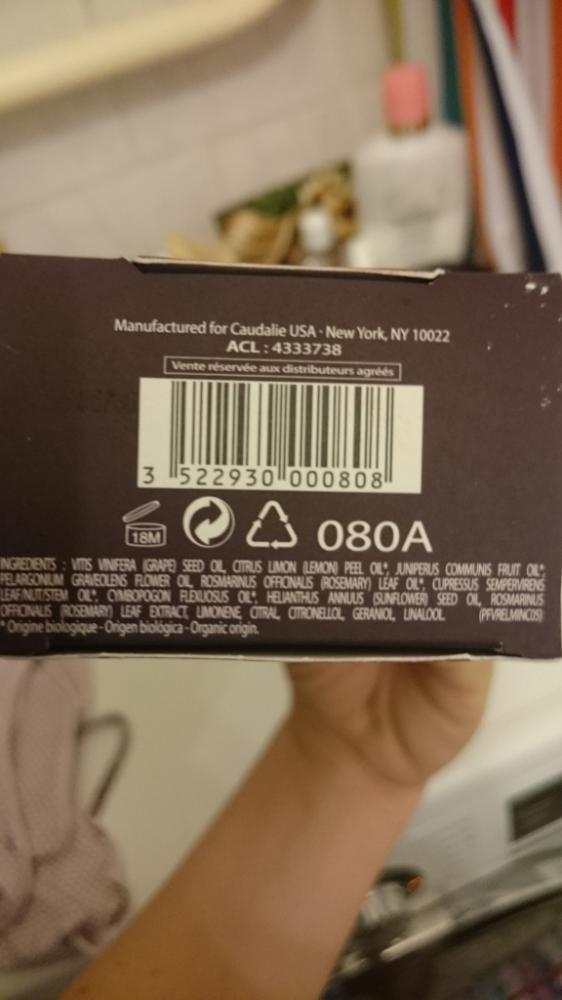 Manufactured for Caudalie USA · New York, NY 10022
ACL : 4333738
Vente réservée aux distributeurs agréés
3 522930 000808
18M
080A
INGREDIENTS : VITIS VINIFERA (GRAPE) SEED OIL, CITRUS LIMON (LEMON) PEEL OIL*, JUNIPERUS COMMUNIS FRUIT OIL*,
PELARGONIUM GRAVEOLENS FLOWER OIL, ROSMARINUS OFFICINALIS (ROSEMARY) LEAF OIL*, CUPRESSUS SEMPERVIRENS
LEAF/NUT/STEM OIL*, CYMBOPOGON FLEXUOSUS OIL*, HELIANTHUS ANNUUS (SUNFLOWER) SEED OIL, ROSMARINUS
OFFICINALIS (ROSEMARY) LEAF EXTRACT, LIMONENE, CITRAL, CITRONELLOL, GERANIOL, LINALOOL. (PFVRELMINC05)
* Origine biologique - Origen biológica - Organic origin.